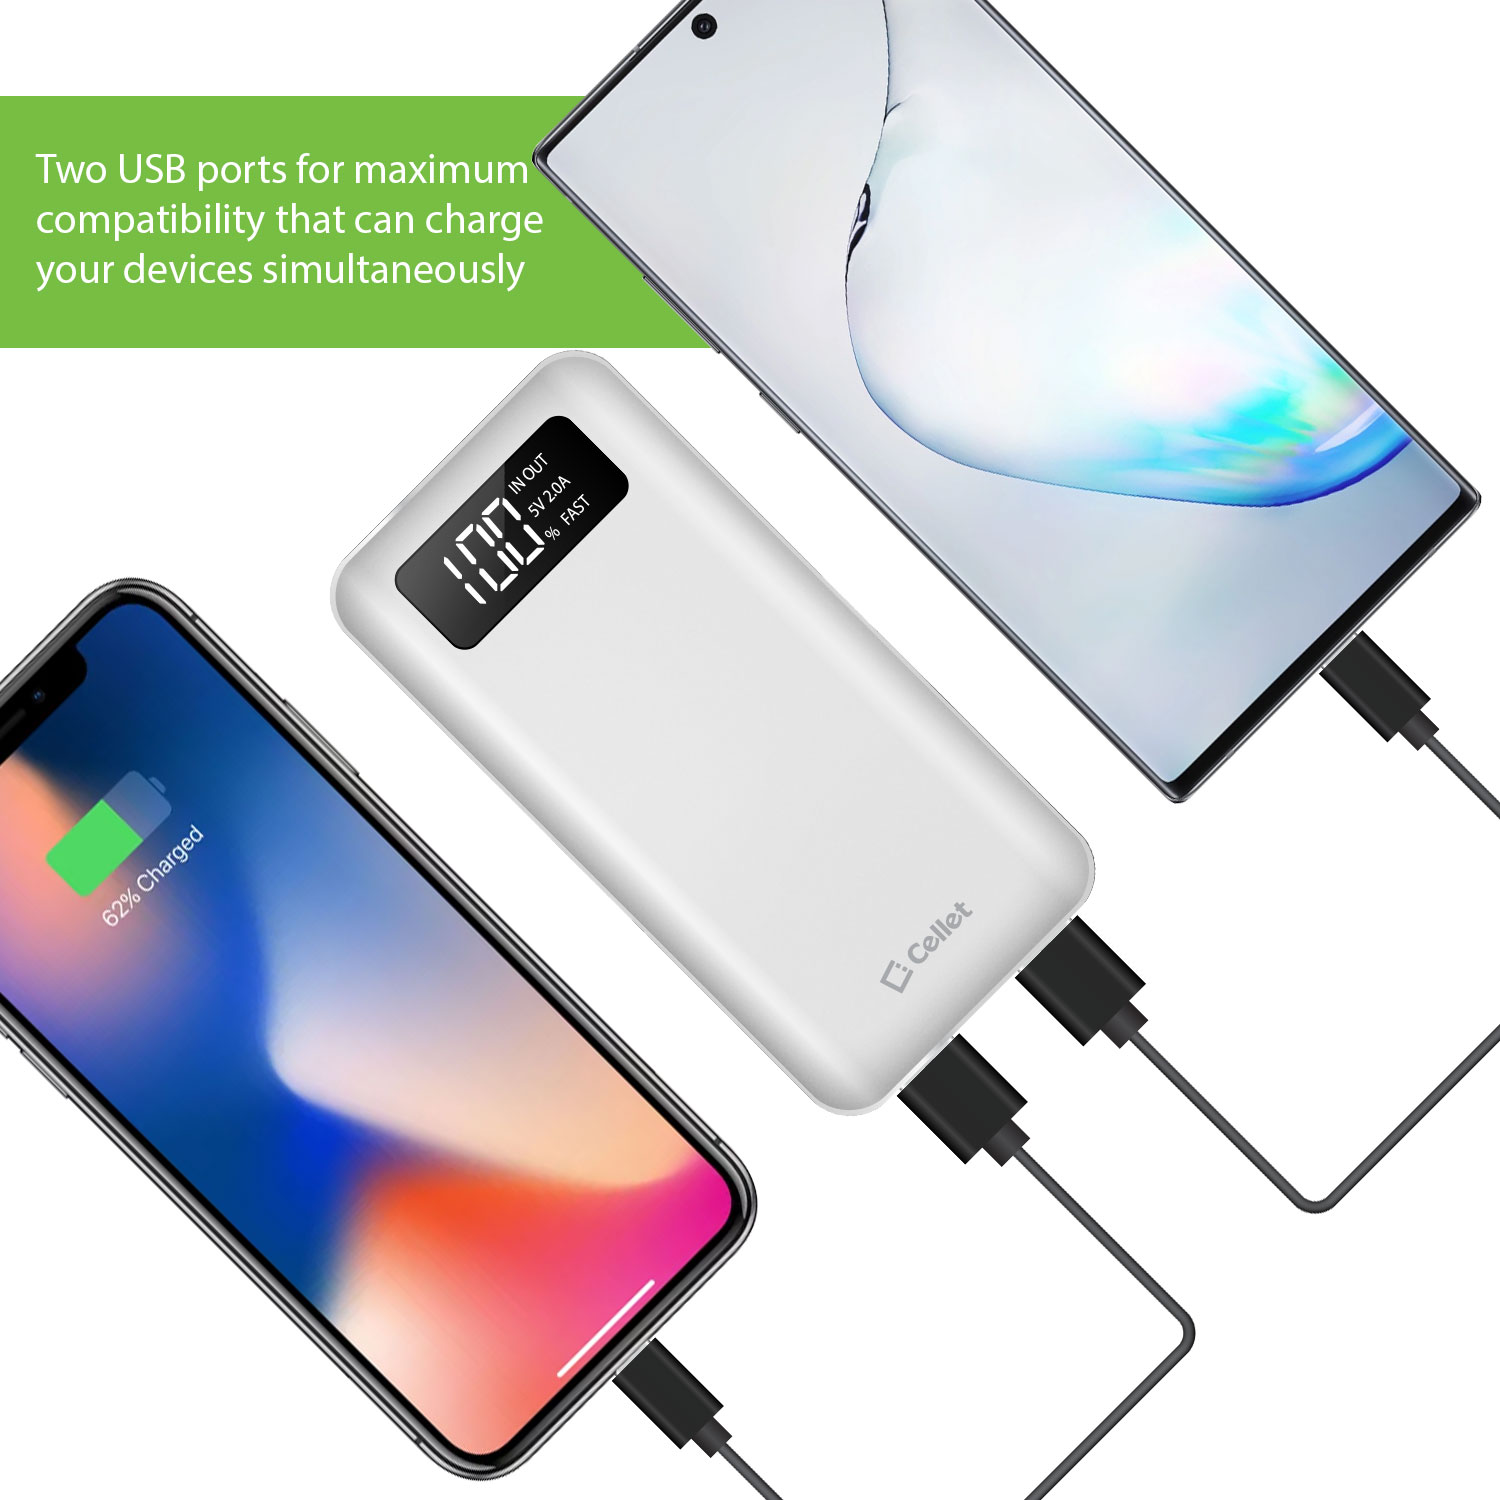 Two USB ports for maximum
compatibility that can charge
your devices simultaneously
IN OUT
5V 2.0A
100 % FAST
62% Charged
Cellet